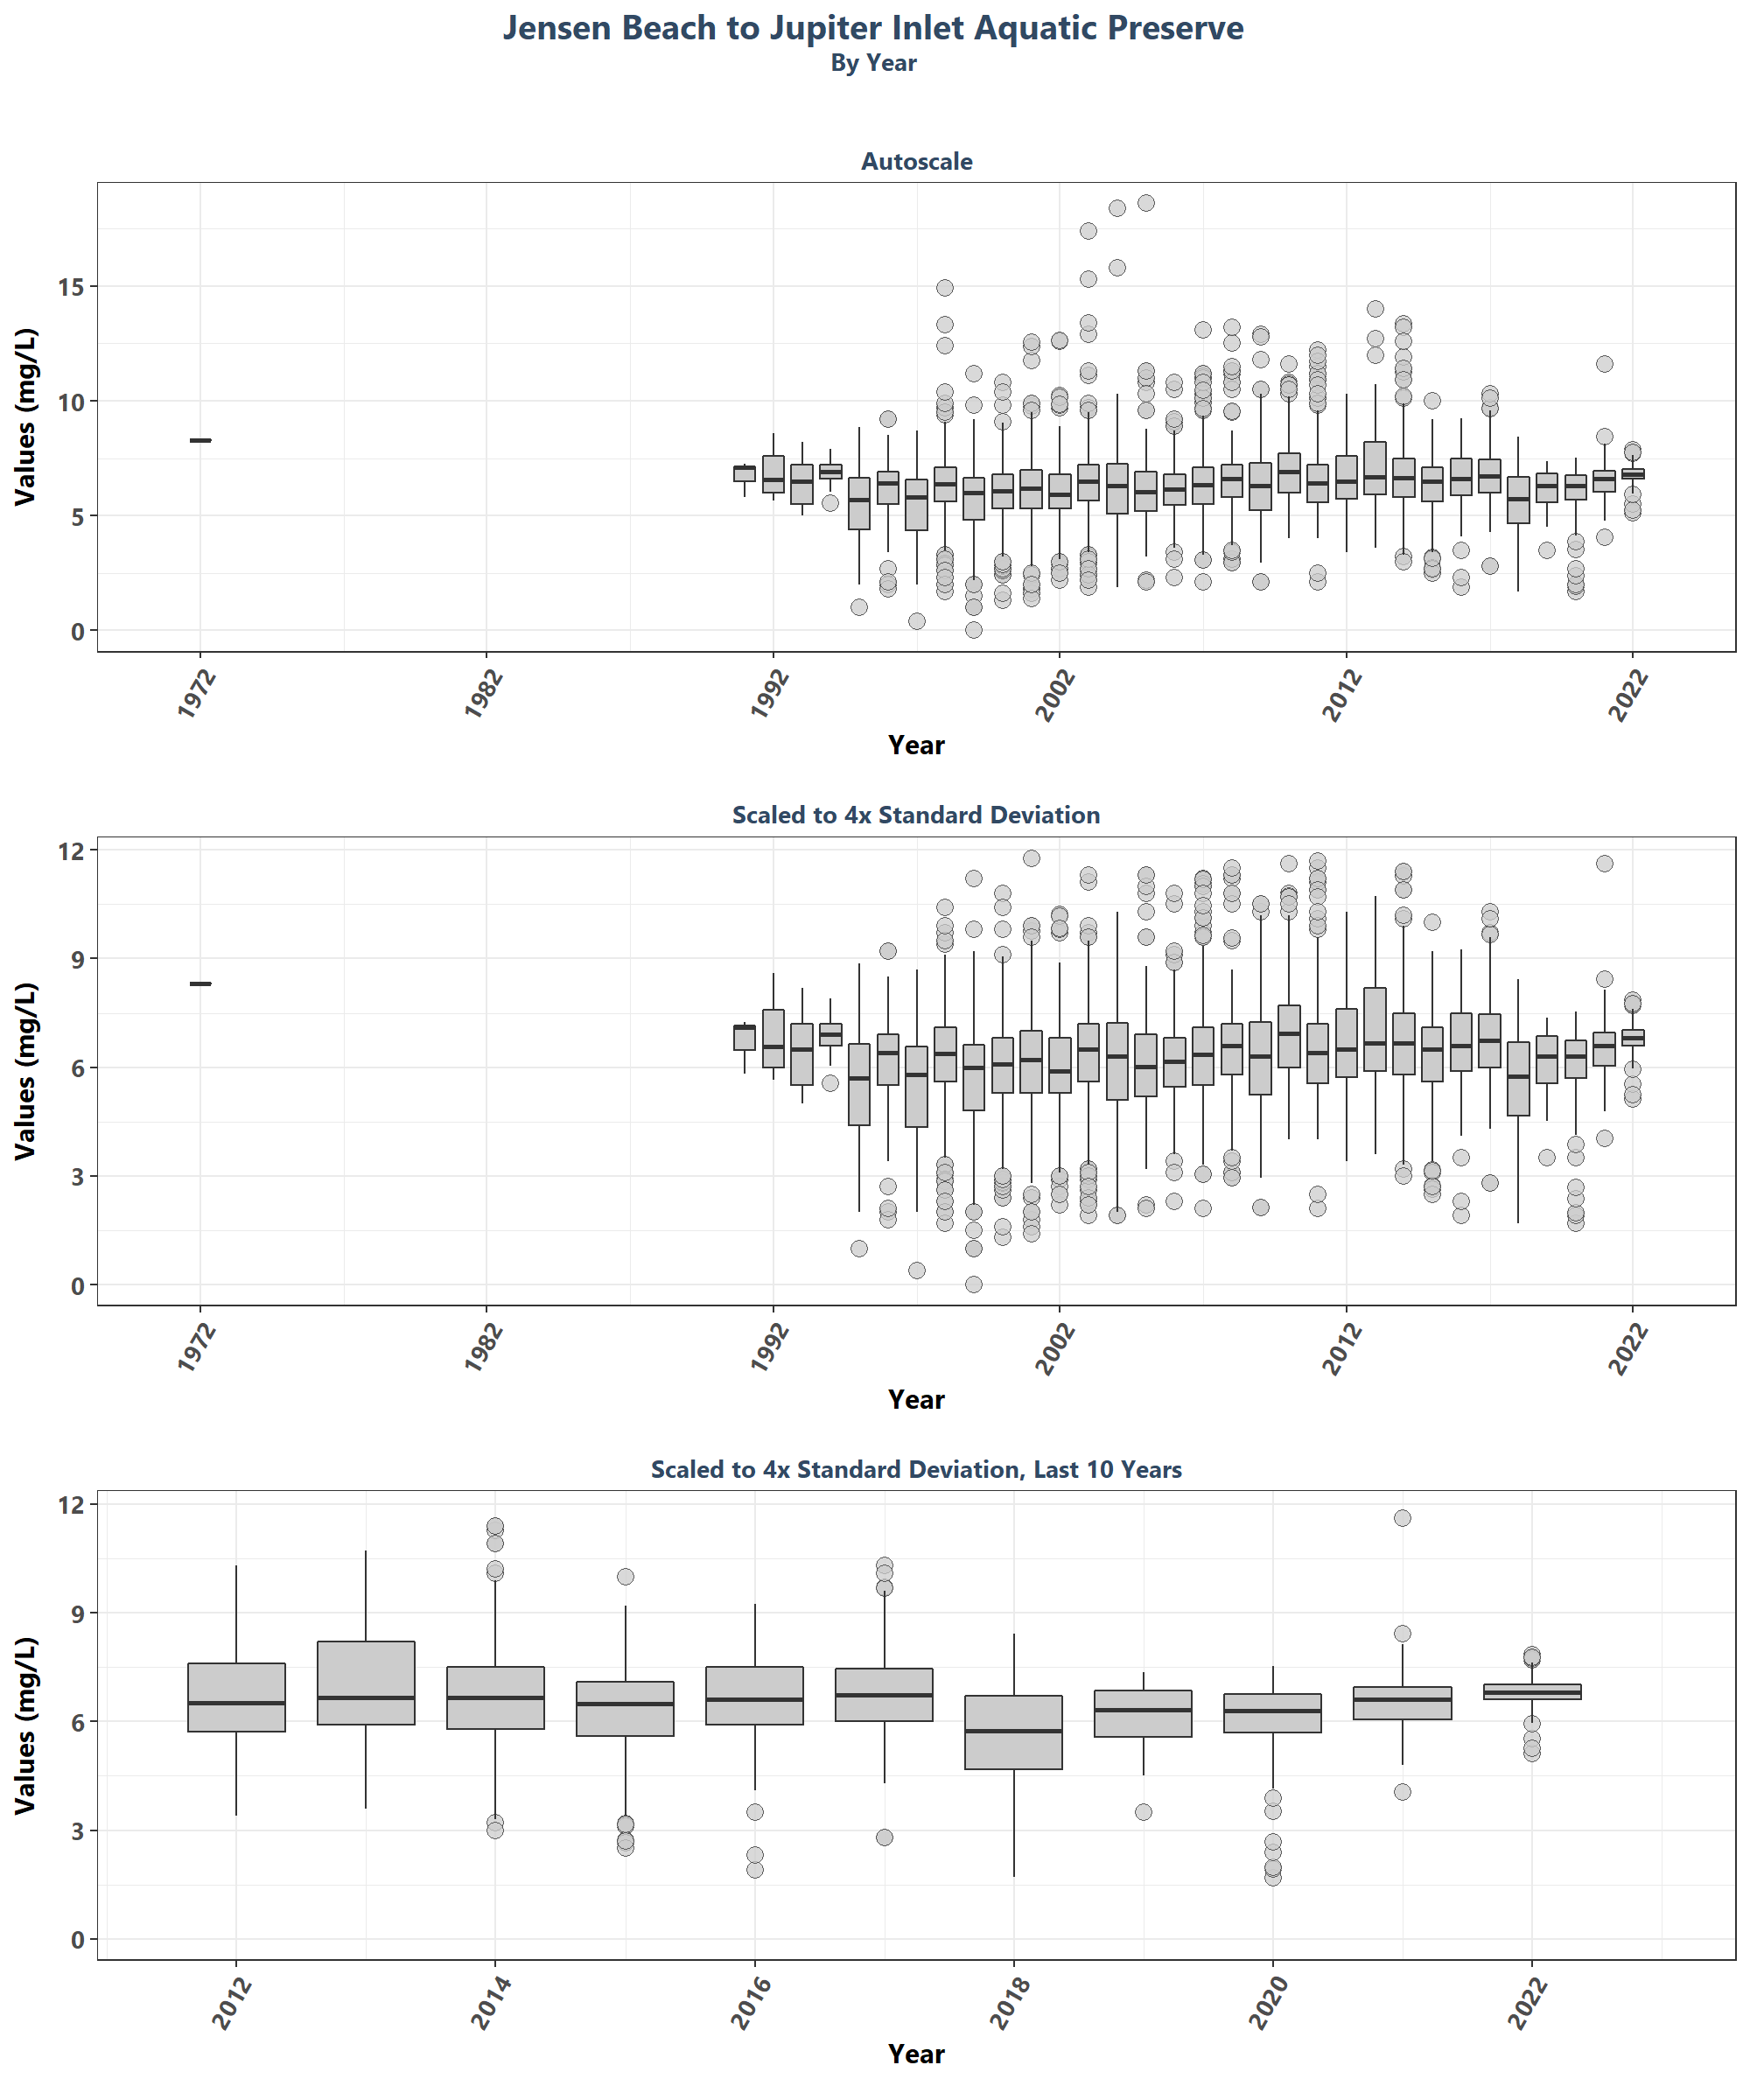 Jensen Beach to Jupiter Inlet Aquatic Preserve
By Year
Autoscale
Values (mg/L)
15
10
5
0
1972 1982 1992 2002 2012 2022
Year
Scaled to 4x Standard Deviation
Values (mg/L)
12
9
6
3
0
1972 1982 1992 2002 2012 2022
Year
Scaled to 4x Standard Deviation, Last 10 Years
Values (mg/L)
12
9
6
3
0
2012 2014 2016 2018 2020 2022
Year